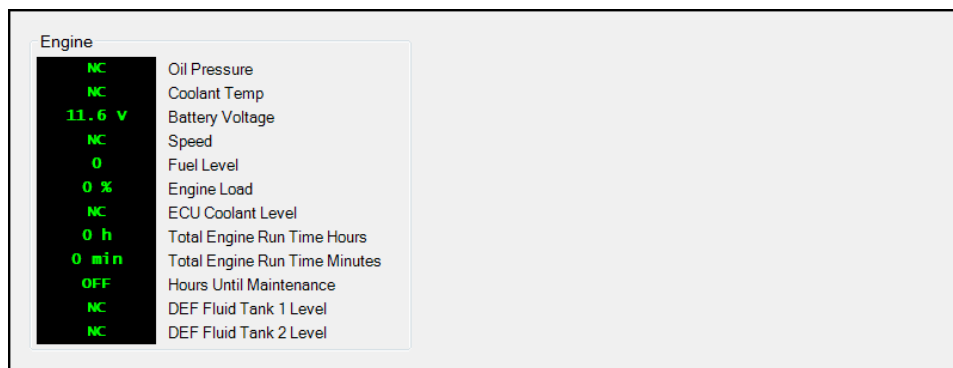 Engine
NC Oil Pressure
NC Coolant Temp
11.6 V Battery Voltage
NC Speed
0 Fuel Level
0 % Engine Load
NC ECU Coolant Level
0 h Total Engine Run Time Hours
0 min Total Engine Run Time Minutes
OFF Hours Until Maintenance
NC DEF Fluid Tank 1 Level
NC DEF Fluid Tank 2 Level